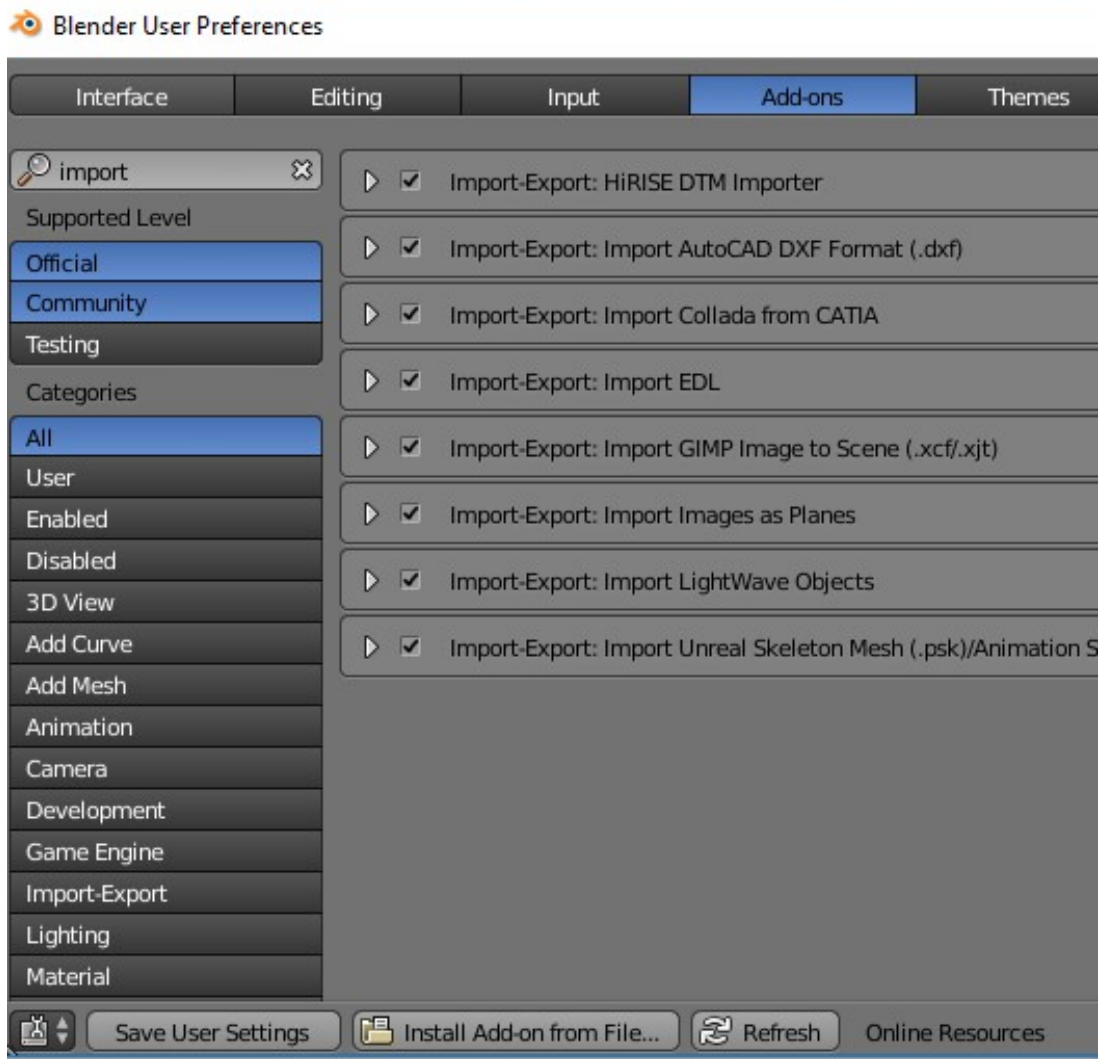 Blender User Preferences
Interface Editing Input Add-ons Themes
import
Supported Level
Official
Community
Testing
Categories
All
User
Enabled
Disabled
3D View
Add Curve
Add Mesh
Animation
Camera
Development
Game Engine
Import-Export
Lighting
Material
Import-Export: HiRISE DTM Importer
Import-Export: Import AutoCAD DXF Format (.dxf)
Import-Export: Import Collada from CATIA
Import-Export: Import EDL
Import-Export: Import GIMP Image to Scene (.xcf/.xjt)
Import-Export: Import Images as Planes
Import-Export: Import LightWave Objects
Import-Export: Import Unreal Skeleton Mesh (.psk)/Animation S
Save User Settings Install Add-on from File... Refresh Online Resources